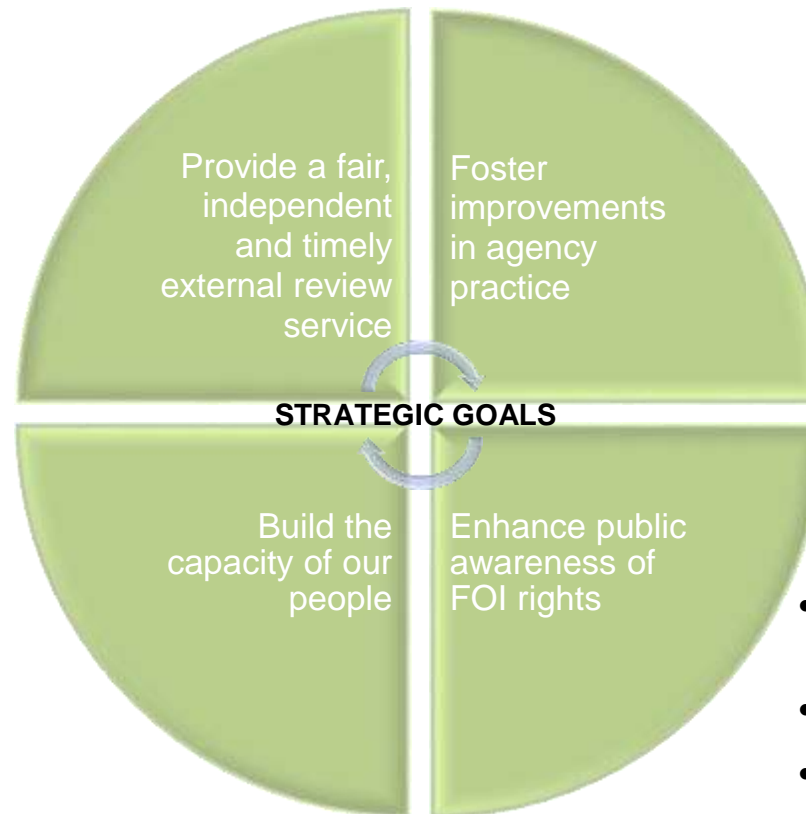 Provide a fair,
independent
and timely
external review
service
Foster
improvements
in agency
practice
STRATEGIC GOALS
Build the
capacity of our
people
Enhance public
awareness of
FOI rights
•
•
•